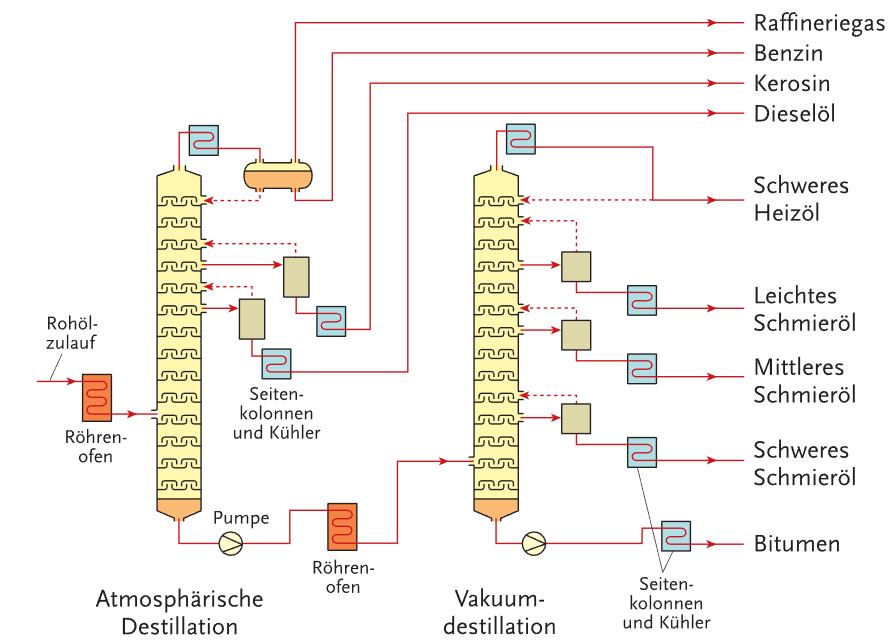 Raffineriegas
Benzin
Kerosin
Dieselöl
Schweres
Heizöl
Leichtes
Schmieröl
Mittleres
Schmieröl
Schweres
Schmieröl
Bitumen
Rohöl-
zulauf
Röhren-
ofen
Seiten-
kolonnen
und Kühler
Pumpe
Röhren-
ofen
Seiten-
kolonnen
und Kühler
Atmosphärische
Destillation
Vakuum-
destillation